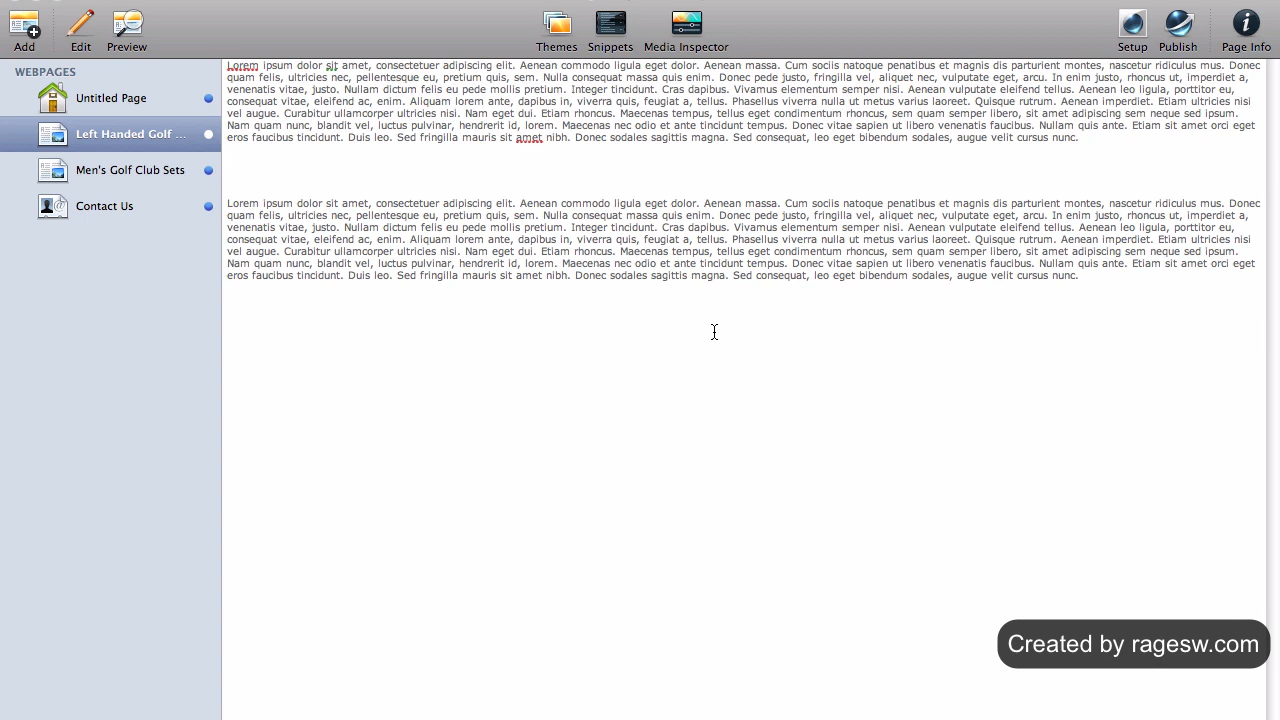 Add Edit Preview Themes Snippets Media Inspector Setup Publish Page Info
WEBPAGES
Untitled Page
Left Handed Golf ...
Men's Golf Club Sets
Contact Us
Lorem ipsum dolor sit amet, consectetuer adipiscing elit. Aenean commodo ligula eget dolor. Aenean massa. Cum sociis natoque penatibus et magnis dis parturient montes, nascetur ridiculus mus. Donec
quam felis, ultricies nec, pellentesque eu, pretium quis, sem. Nulla consequat massa quis enim. Donec pede justo, fringilla vel, aliquet nec, vulputate eget, arcu. In enim justo, rhoncus ut, imperdiet a,
venenatis vitae, justo. Nullam dictum felis eu pede mollis pretium. Integer tincidunt. Cras dapibus. Vivamus elementum semper nisi. Aenean vulputate eleifend tellus. Aenean leo ligula, porttitor eu,
consequat vitae, eleifend ac, enim. Aliquam lorem ante, dapibus in, viverra quis, feugiat a, tellus. Phasellus viverra nulla ut metus varius laoreet. Quisque rutrum. Aenean imperdiet. Etiam ultricies nisi
vel augue. Curabitur ullamcorper ultricies nisi. Nam eget dui. Etiam rhoncus. Maecenas tempus, tellus eget condimentum rhoncus, sem quam semper libero, sit amet adipiscing sem neque sed ipsum.
Nam quam nunc, blandit vel, luctus pulvinar, hendrerit id, lorem. Maecenas nec odio et ante tincidunt tempus. Donec vitae sapien ut libero venenatis faucibus. Nullam quis ante. Etiam sit amet orci eget
eros faucibus tincidunt. Duis leo. Sed fringilla mauris sit amet nibh. Donec sodales sagittis magna. Sed consequat, leo eget bibendum sodales, augue velit cursus nunc.
Lorem ipsum dolor sit amet, consectetuer adipiscing elit. Aenean commodo ligula eget dolor. Aenean massa. Cum sociis natoque penatibus et magnis dis parturient montes, nascetur ridiculus mus. Donec
quam felis, ultricies nec, pellentesque eu, pretium quis, sem. Nulla consequat massa quis enim. Donec pede justo, fringilla vel, aliquet nec, vulputate eget, arcu. In enim justo, rhoncus ut, imperdiet a,
venenatis vitae, justo. Nullam dictum felis eu pede mollis pretium. Integer tincidunt. Cras dapibus. Vivamus elementum semper nisi. Aenean vulputate eleifend tellus. Aenean leo ligula, porttitor eu,
consequat vitae, eleifend ac, enim. Aliquam lorem ante, dapibus in, viverra quis, feugiat a, tellus. Phasellus viverra nulla ut metus varius laoreet. Quisque rutrum. Aenean imperdiet. Etiam ultricies nisi
vel augue. Curabitur ullamcorper ultricies nisi. Nam eget dui. Etiam rhoncus. Maecenas tempus, tellus eget condimentum rhoncus, sem quam semper libero, sit amet adipiscing sem neque sed ipsum.
Nam quam nunc, blandit vel, luctus pulvinar, hendrerit id, lorem. Maecenas nec odio et ante tincidunt tempus. Donec vitae sapien ut libero venenatis faucibus. Nullam quis ante. Etiam sit amet orci eget
eros faucibus tincidunt. Duis leo. Sed fringilla mauris sit amet nibh. Donec sodales sagittis magna. Sed consequat, leo eget bibendum sodales, augue velit cursus nunc.
Created by ragesw.com